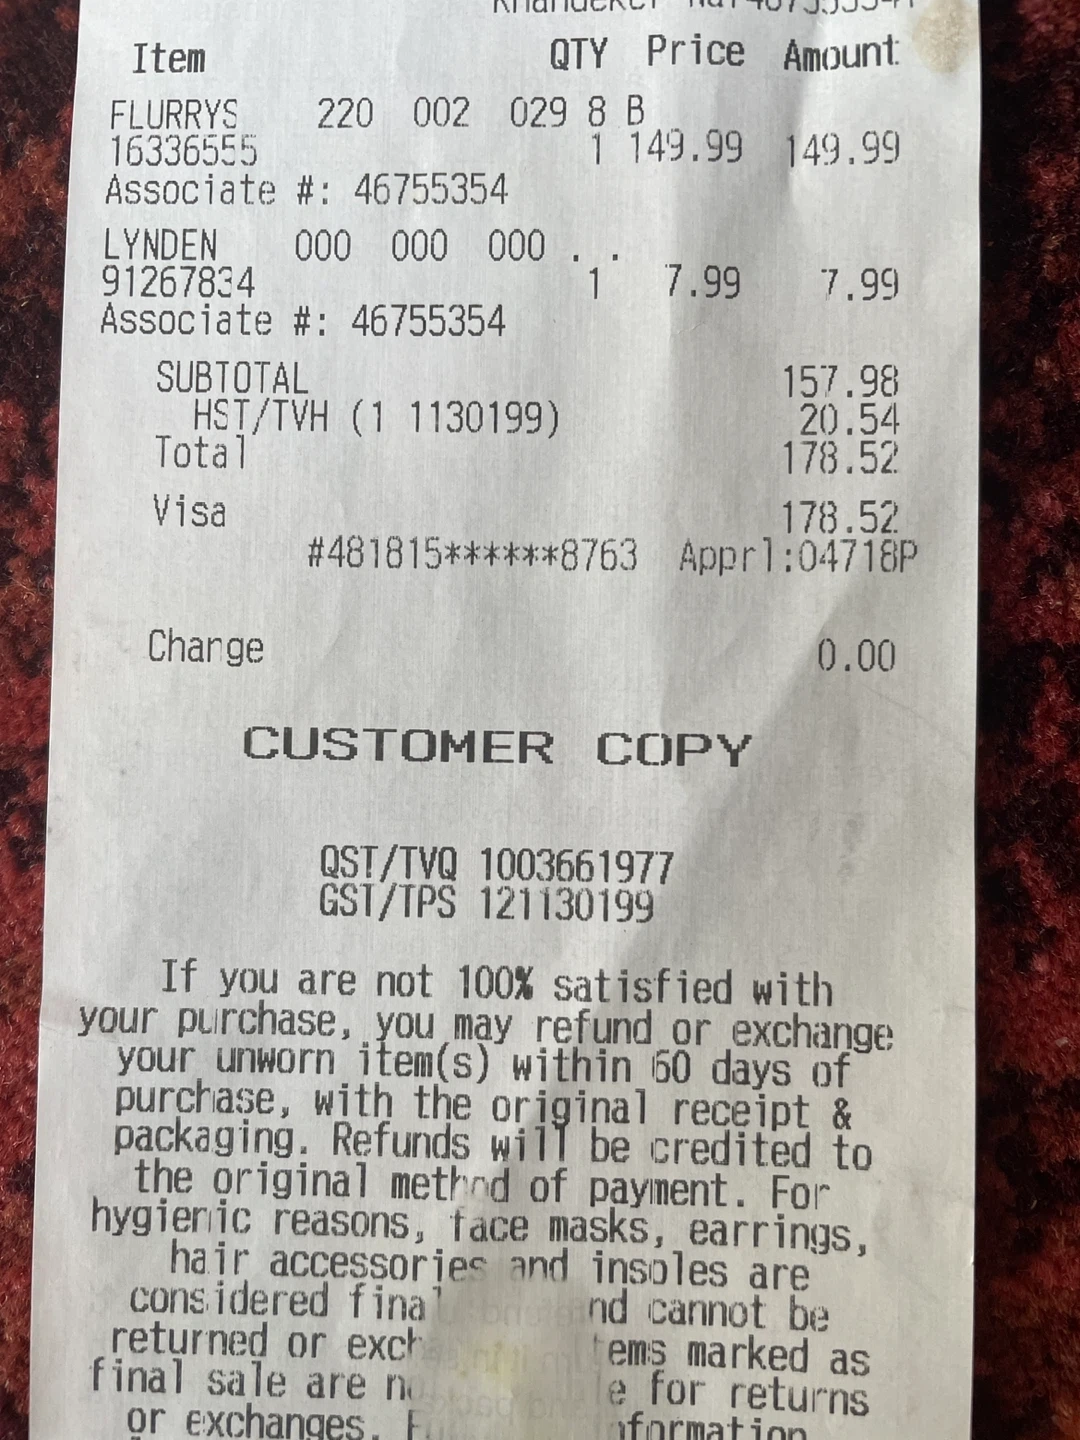 Item QTY Price Amount
FLURRYS 220 002 029 8 B
16336555 1 149.99 149.99
Associate #: 46755354
LYNDEN 000 000 000 . .
91267834 1 7.99 7.99
Associate #: 46755354
SUBTOTAL 157.98
HST/TVH (1 1130199) 20.54
Total 178.52
Visa 178.52
#481815******8763 Apprl:04718P
Change 0.00
CUSTOMER COPY
QST/TVQ 1003661977
GST/TPS 121130199
If you are not 100% satisfied with
your purchase, you may refund or exchange
your unworn item(s) within 60 days of
purchase, with the original receipt &
packaging. Refunds will be credited to
the original method of payment. For
hygienic reasons, face masks, earrings,
hair accessories and insoles are
considered final cannot be
returned or marked as
final sale are for returns
or exchanges.